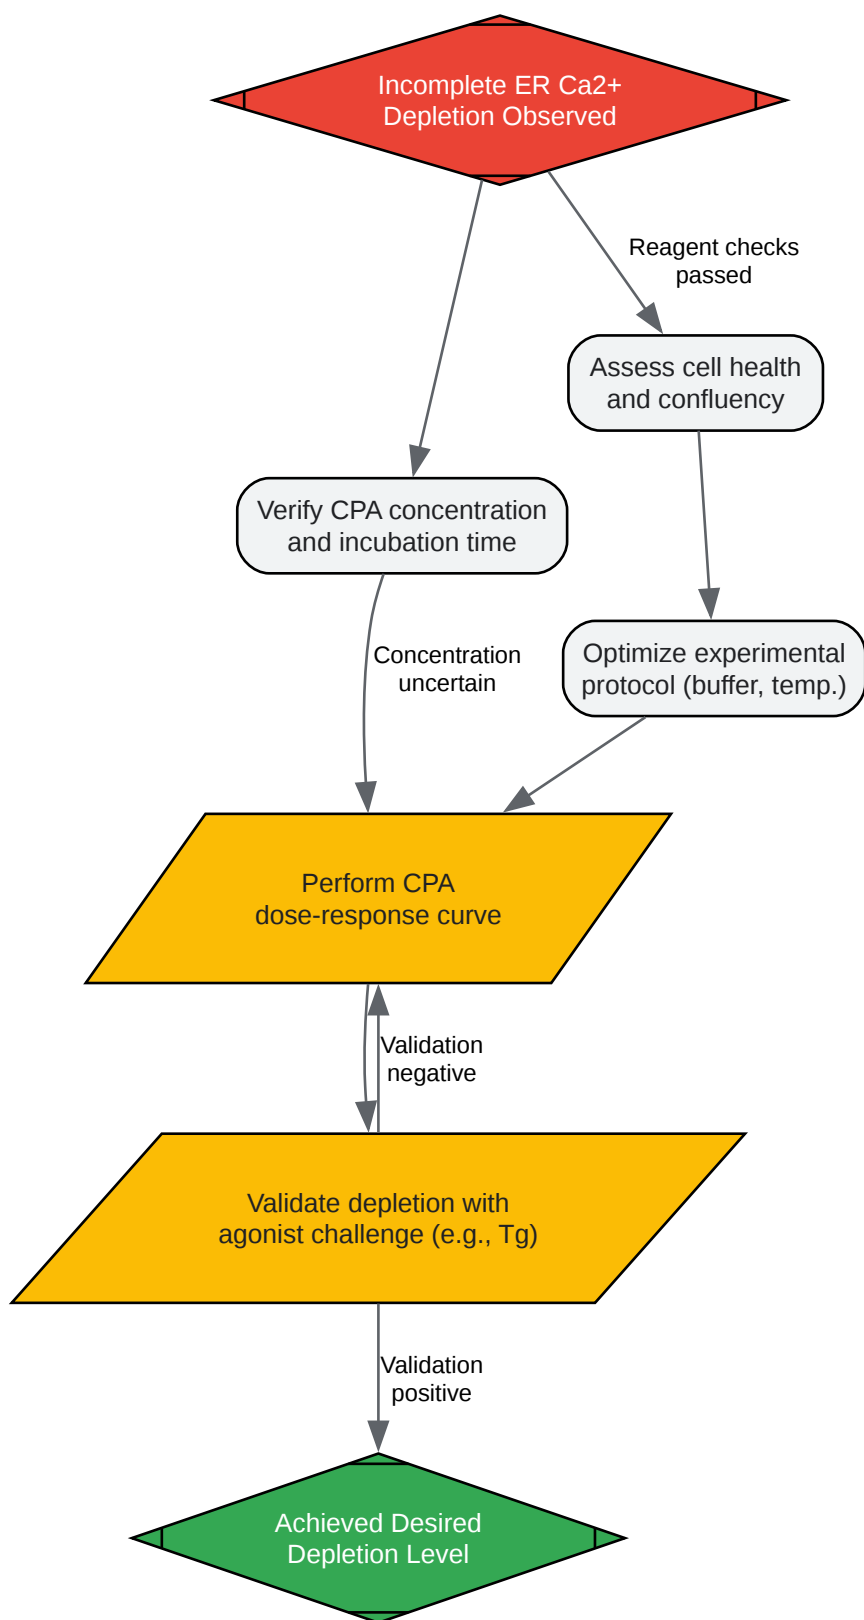 Incomplete ER Ca2+
Depletion Observed
Reagent checks
passed
Assess cell health
and confluency
Verify CPA concentration
and incubation time
Concentration
uncertain
Optimize experimental
protocol (buffer, temp.)
Perform CPA
dose-response curve
Validation
negative
Validate depletion with
agonist challenge (e.g., Tg)
Validation
positive
Achieved Desired
Depletion Level